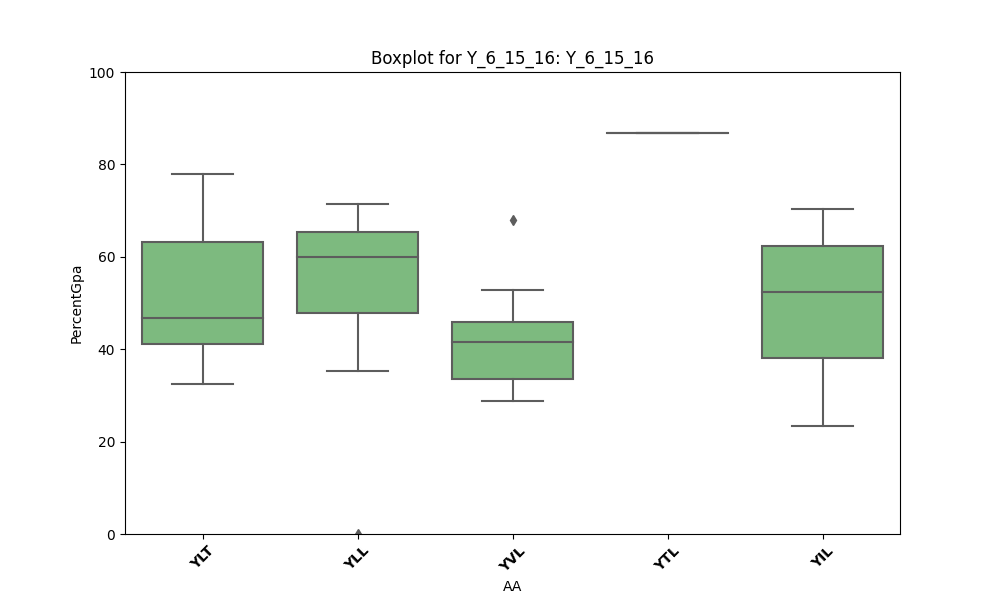 Boxplot for Y_6_15_16: Y_6_15_16
100
80
60
40
20
0
PercentGpa
YLT
YLL
YVL
YTL
YIL
AA